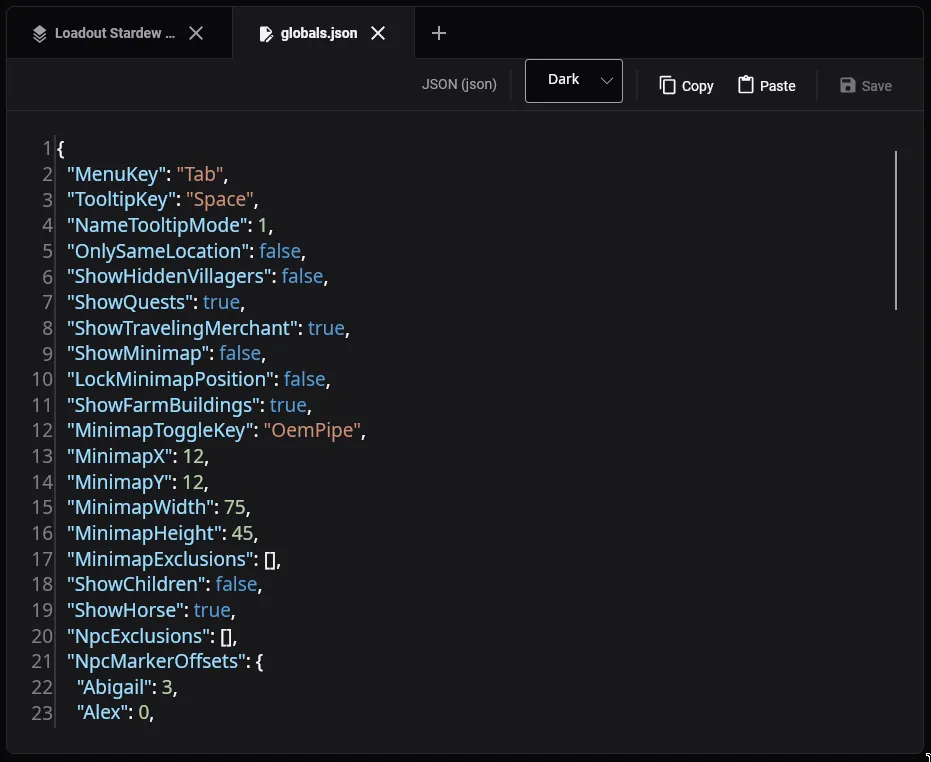 Loadout Stardew ...
globals.json
JSON (json)
Dark
Copy
Paste
Save
1 {
2 "MenuKey": "Tab",
3 "TooltipKey": "Space",
4 "NameTooltipMode": 1,
5 "OnlySameLocation": false,
6 "ShowHiddenVillagers": false,
7 "ShowQuests": true,
8 "ShowTravelingMerchant": true,
9 "ShowMinimap": false,
10 "LockMinimapPosition": false,
11 "ShowFarmBuildings": true,
12 "MinimapToggleKey": "OemPipe",
13 "MinimapX": 12,
14 "MinimapY": 12,
15 "MinimapWidth": 75,
16 "MinimapHeight": 45,
17 "MinimapExclusions": [],
18 "ShowChildren": false,
19 "ShowHorse": true,
20 "NpcExclusions": [],
21 "NpcMarkerOffsets": {
22 "Abigail": 3,
23 "Alex": 0,